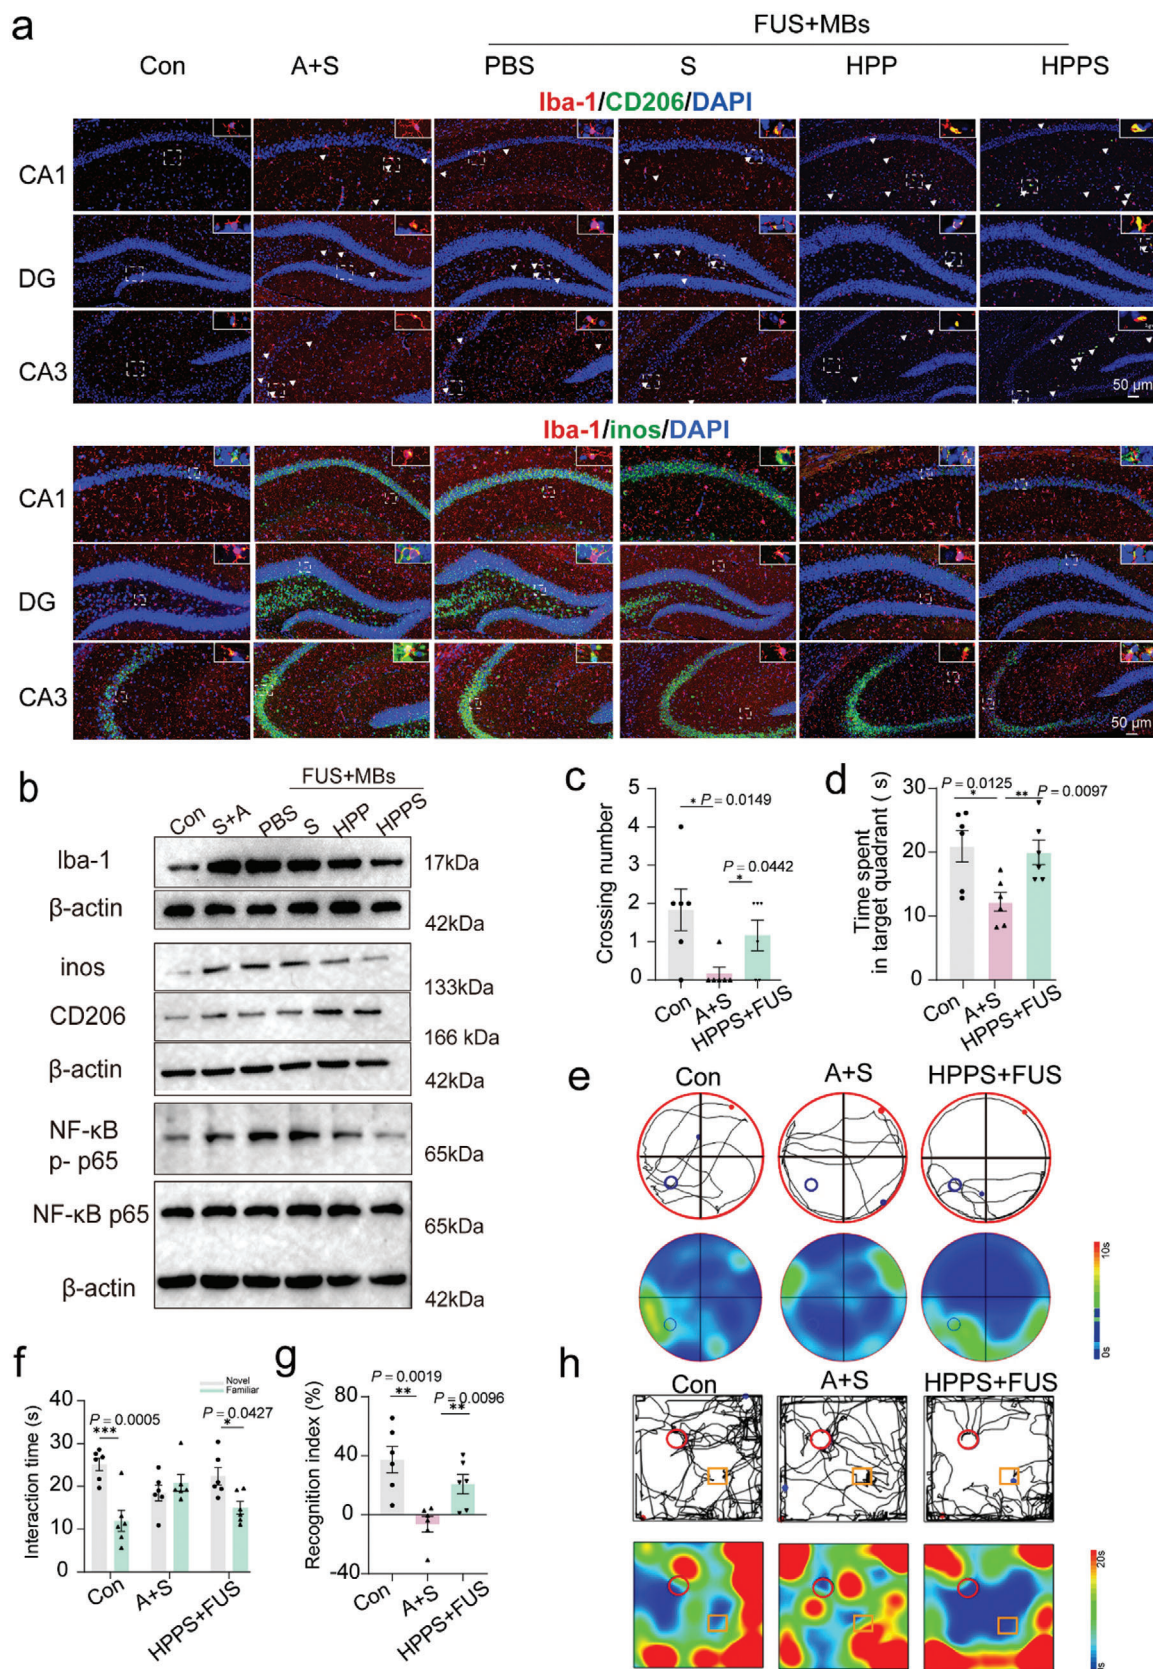 a
FUS+MBs
Con A+S PBS S HPP HPPS
Iba-1/CD206/DAPI
CA1
DG
CA3
50 µm
Iba-1/inos/DAPI
CA1
DG
CA3
50 µm
b
FUS+MBs
Con S+A PBS S HPP HPPS
Iba-1
17kDa
β-actin
42kDa
inos
133kDa
CD206
166 kDa
β-actin
42kDa
NF-κB
p- p65
65kDa
NF-κB p65
65kDa
β-actin
42kDa
c
Crossing number
5
4
3
2
1
0
* P = 0.0149
P = 0.0442
*
Con A+S HPPS+FUS
d
Time spent
in target quadrant ( s)
30
20
10
0
P = 0.0125
*
** P = 0.0097
Con A+S HPPS+FUS
e
Con A+S HPPS+FUS
10s
0s
f
Interaction time (s)
40
30
20
10
0
Novel
Familiar
P = 0.0005
***
P = 0.0427
*
Con A+S HPPS+FUS
g
Recognition index (%)
80
40
0
-40
P = 0.0019
**
P = 0.0096
**
Con A+S HPPS+FUS
h
Con A+S HPPS+FUS
20s